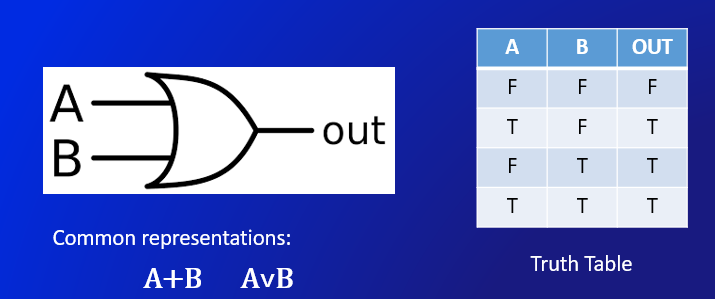 A
B
out
Common representations:
A+B AvB
A B OUT
F F F
T F T
F T T
T T T
Truth Table